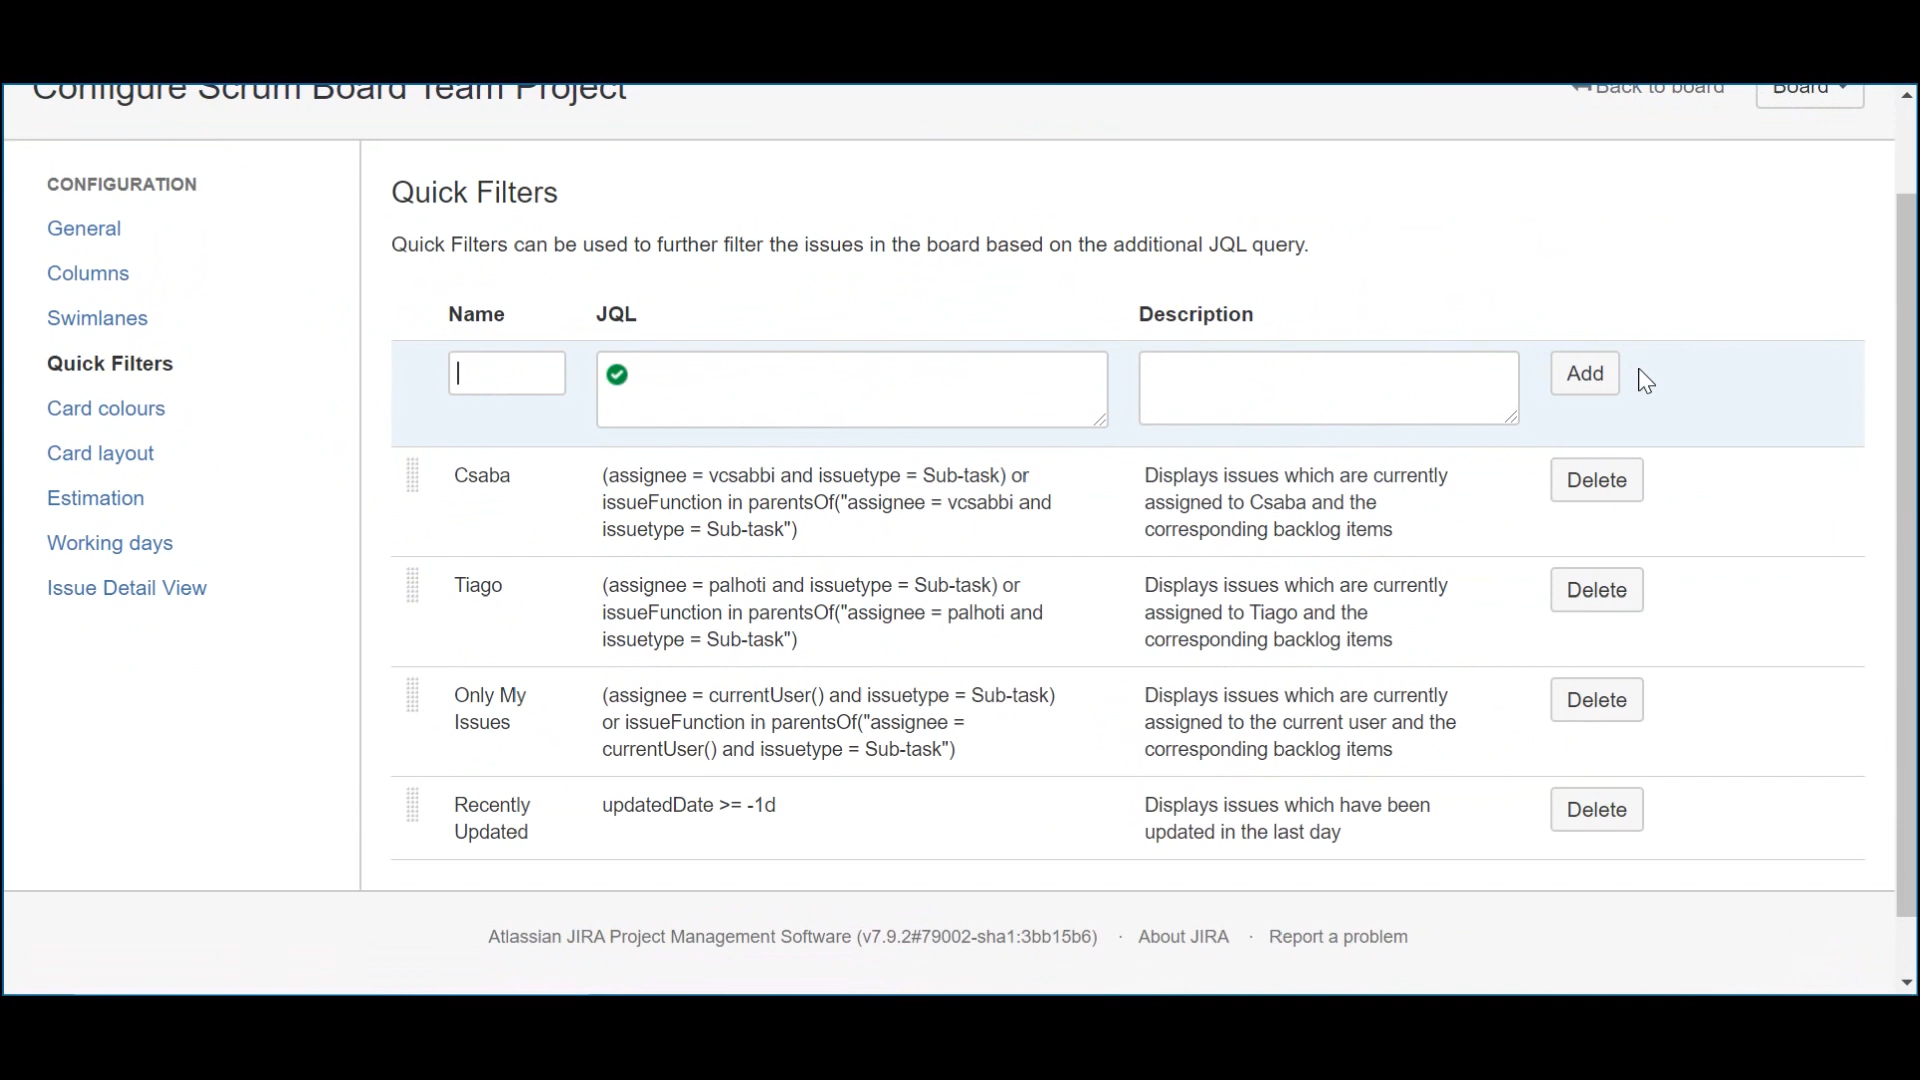 Configure Scrum Board Team Project
Back to board
Board
CONFIGURATION
General
Columns
Swimlanes
Quick Filters
Card colours
Card layout
Estimation
Working days
Issue Detail View
Quick Filters
Quick Filters can be used to further filter the issues in the board based on the additional JQL query.
Name JQL Description
Add
Csaba
(assignee = vcsabbi and issuetype = Sub-task) or
issueFunction in parentsOf("assignee = vcsabbi and
issuetype = Sub-task")
Displays issues which are currently
assigned to Csaba and the
corresponding backlog items
Delete
Tiago
(assignee = palhoti and issuetype = Sub-task) or
issueFunction in parentsOf("assignee = palhoti and
issuetype = Sub-task")
Displays issues which are currently
assigned to Tiago and the
corresponding backlog items
Delete
Only My
Issues
(assignee = currentUser() and issuetype = Sub-task)
or issueFunction in parentsOf("assignee =
currentUser() and issuetype = Sub-task")
Displays issues which are currently
assigned to the current user and the
corresponding backlog items
Delete
Recently
Updated
updatedDate >= -1d
Displays issues which have been
updated in the last day
Delete
Atlassian JIRA Project Management Software (v7.9.2#79002-sha1:3bb15b6) · About JIRA · Report a problem